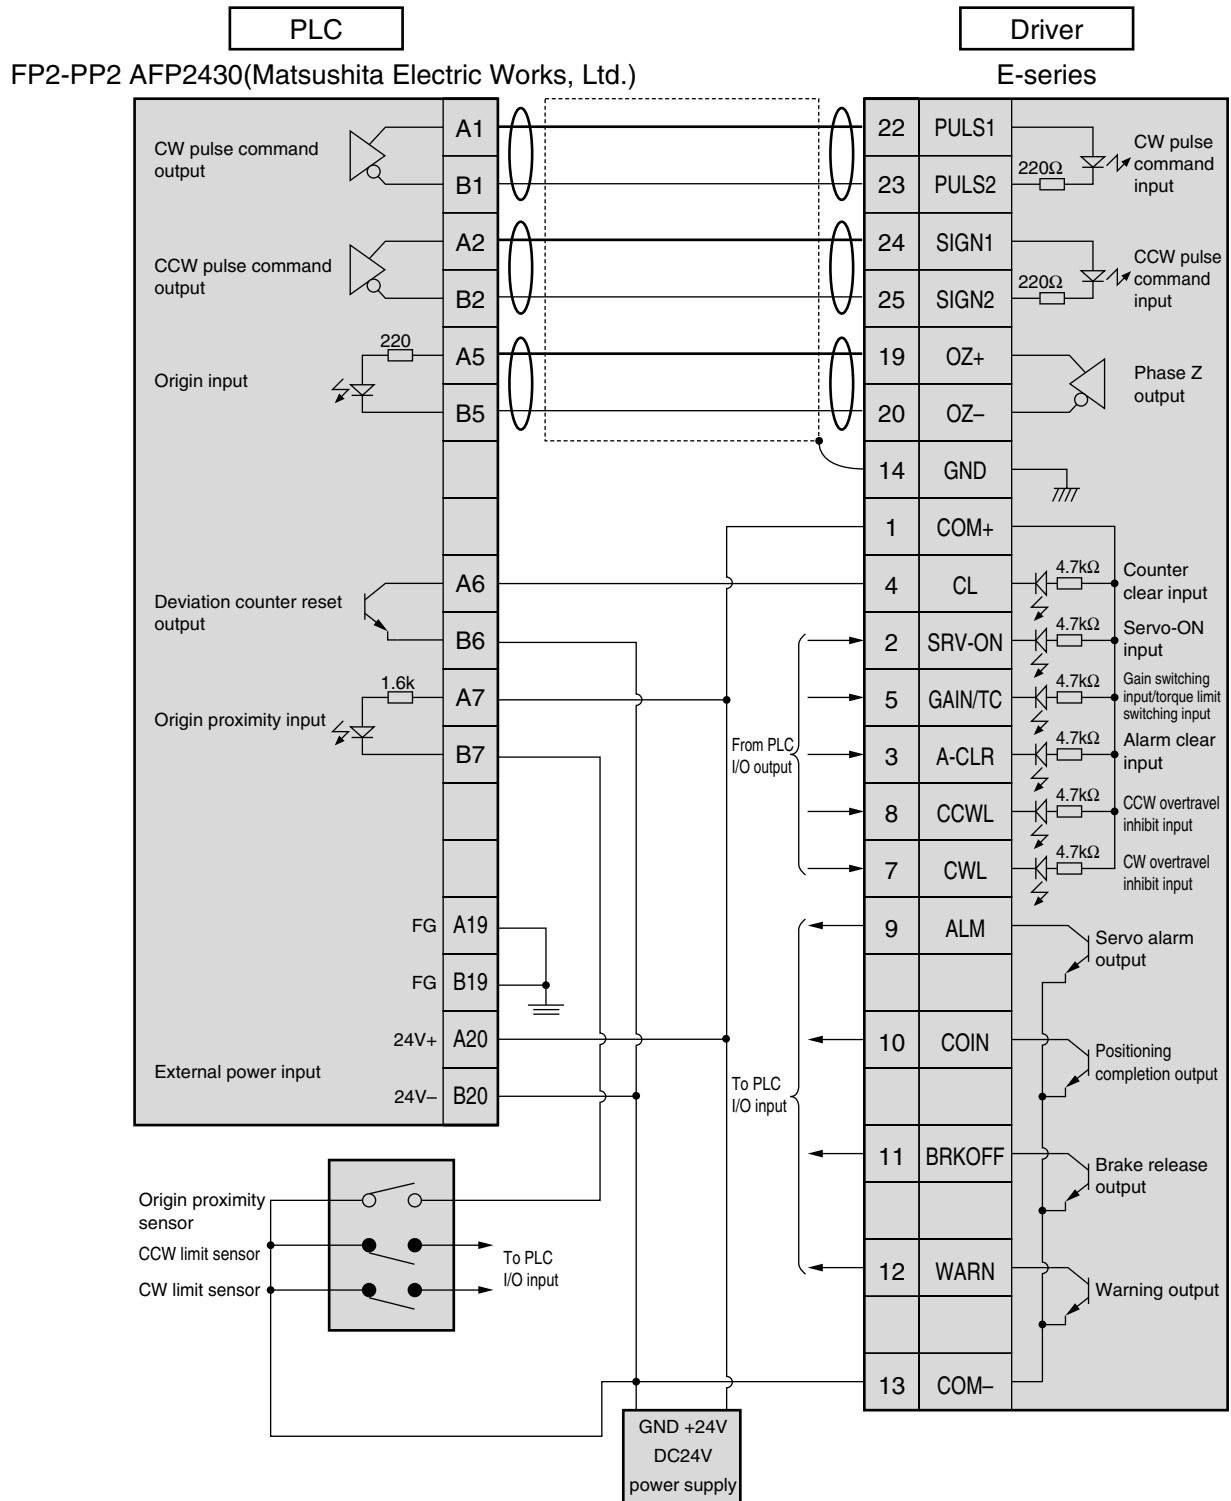 PLC
Driver
FP2-PP2 AFP2430(Matsushita Electric Works, Ltd.)
E-series
CW pulse command
output
A1
B1
CCW pulse command
output
A2
B2
Origin input
220
A5
B5
Deviation counter reset
output
A6
B6
Origin proximity input
1.6k
A7
B7
FG
A19
FG
B19
24V+
A20
External power input
24V–
B20
22
PULS1
23
PULS2
220Ω
CW pulse
command
input
24
SIGN1
25
SIGN2
220Ω
CCW pulse
command
input
19
OZ+
20
OZ–
Phase Z
output
14
GND
1
COM+
4
CL
4.7kΩ
Counter
clear input
2
SRV-ON
4.7kΩ
Servo-ON
input
5
GAIN/TC
4.7kΩ
Gain switching
input/torque limit
switching input
From PLC
I/O output
3
A-CLR
4.7kΩ
Alarm clear
input
8
CCWL
4.7kΩ
CCW overtravel
inhibit input
7
CWL
4.7kΩ
CW overtravel
inhibit input
9
ALM
Servo alarm
output
10
COIN
Positioning
completion output
To PLC
I/O input
11
BRKOFF
Brake release
output
12
WARN
Warning output
13
COM–
Origin proximity
sensor
CCW limit sensor
CW limit sensor
To PLC
I/O input
GND +24V
DC24V
power supply